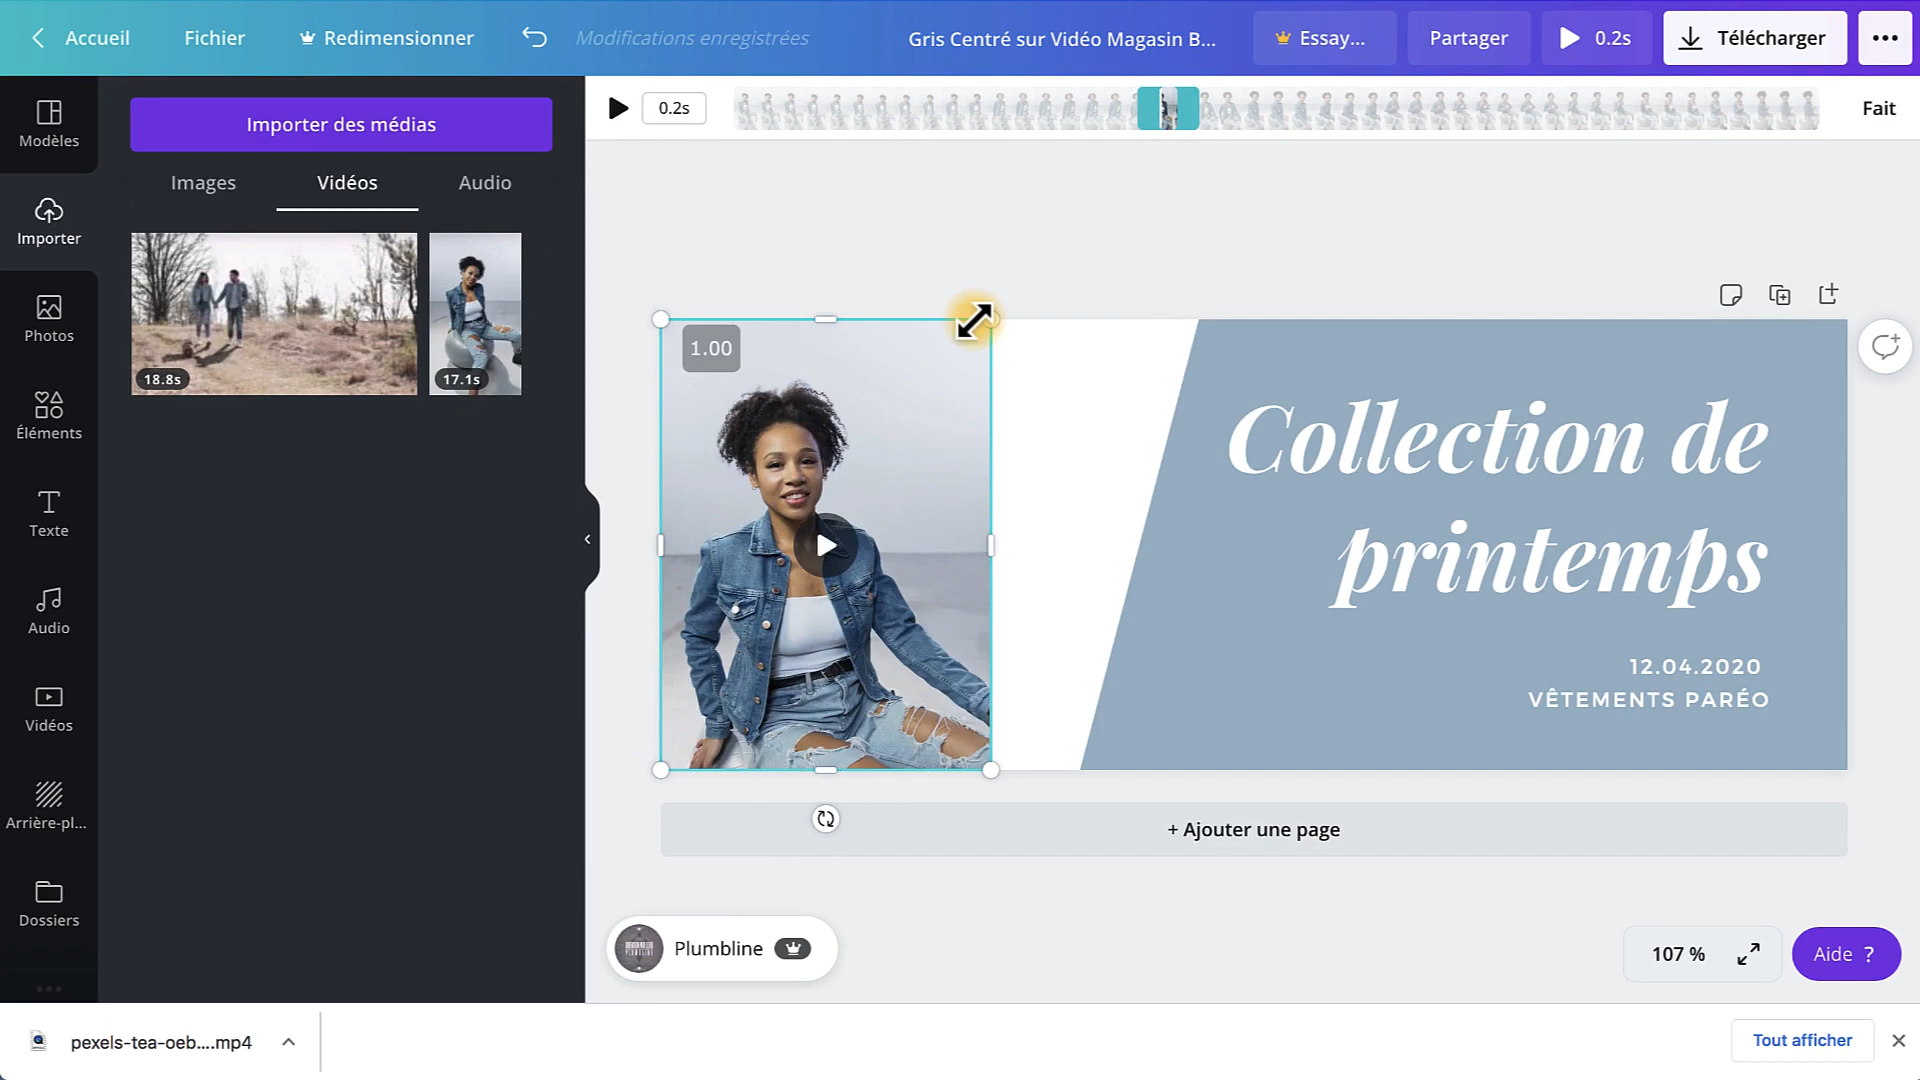 Accueil
Fichier
Redimensionner
Modifications enregistrées
Gris Centré sur Vidéo Magasin B...
Essay...
Partager
0.2s
Télécharger
Modèles
Importer
Photos
Éléments
Texte
Audio
Vidéos
Arrière-pl...
Dossiers
Importer des médias
Images
Vidéos
Audio
18.8s
17.1s
0.2s
Fait
1.00
Collection de
printemps
12.04.2020
VÊTEMENTS PARÉO
+ Ajouter une page
Plumbline
107 %
Aide ?
pexels-tea-oeb....mp4
Tout afficher